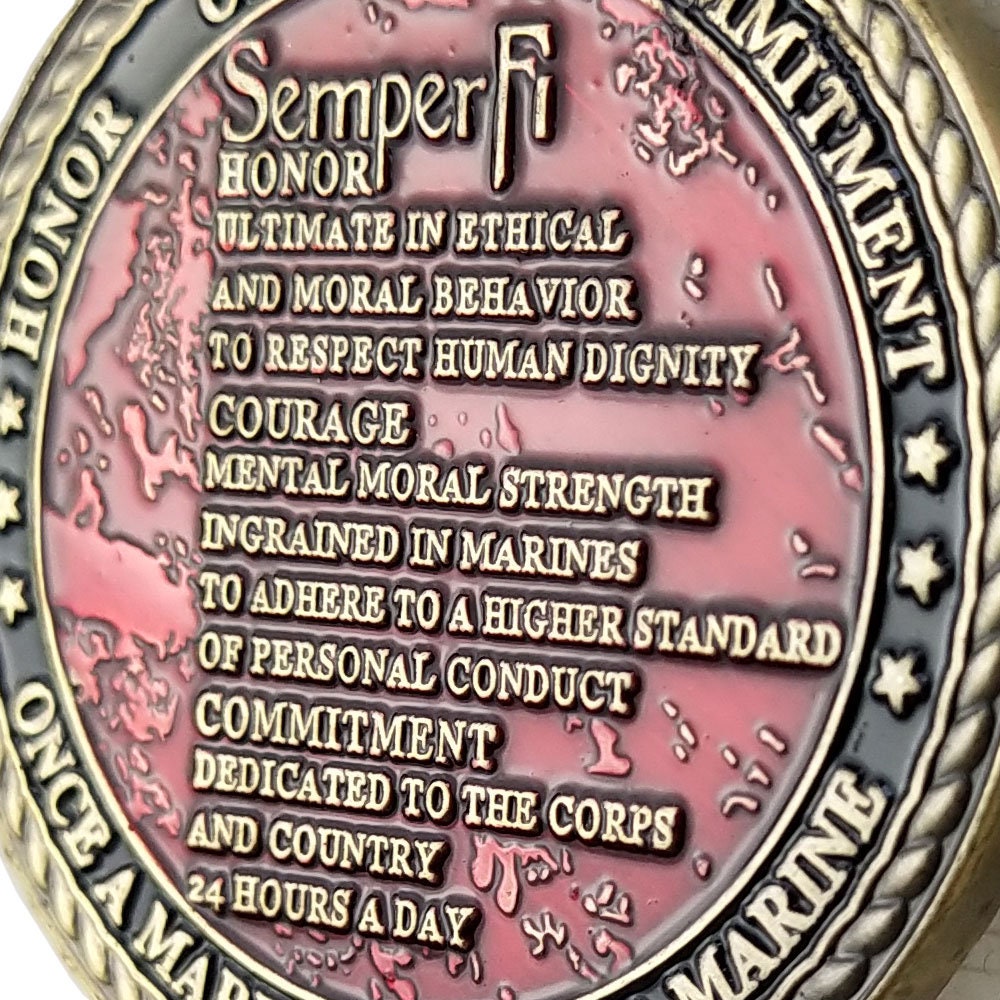 HONOR
MMITMENT
Semper Fi
HONOR
ULTIMATE IN ETHICAL
AND MORAL BEHAVIOR
TO RESPECT HUMAN DIGNITY
COURAGE
MENTAL MORAL STRENGTH
INGRAINED IN MARINES
TO ADHERE TO A HIGHER STANDARD
OF PERSONAL CONDUCT
COMMITMENT
DEDICATED TO THE CORPS
AND COUNTRY
24 HOURS A DAY
ONCE A MAR
MARINE